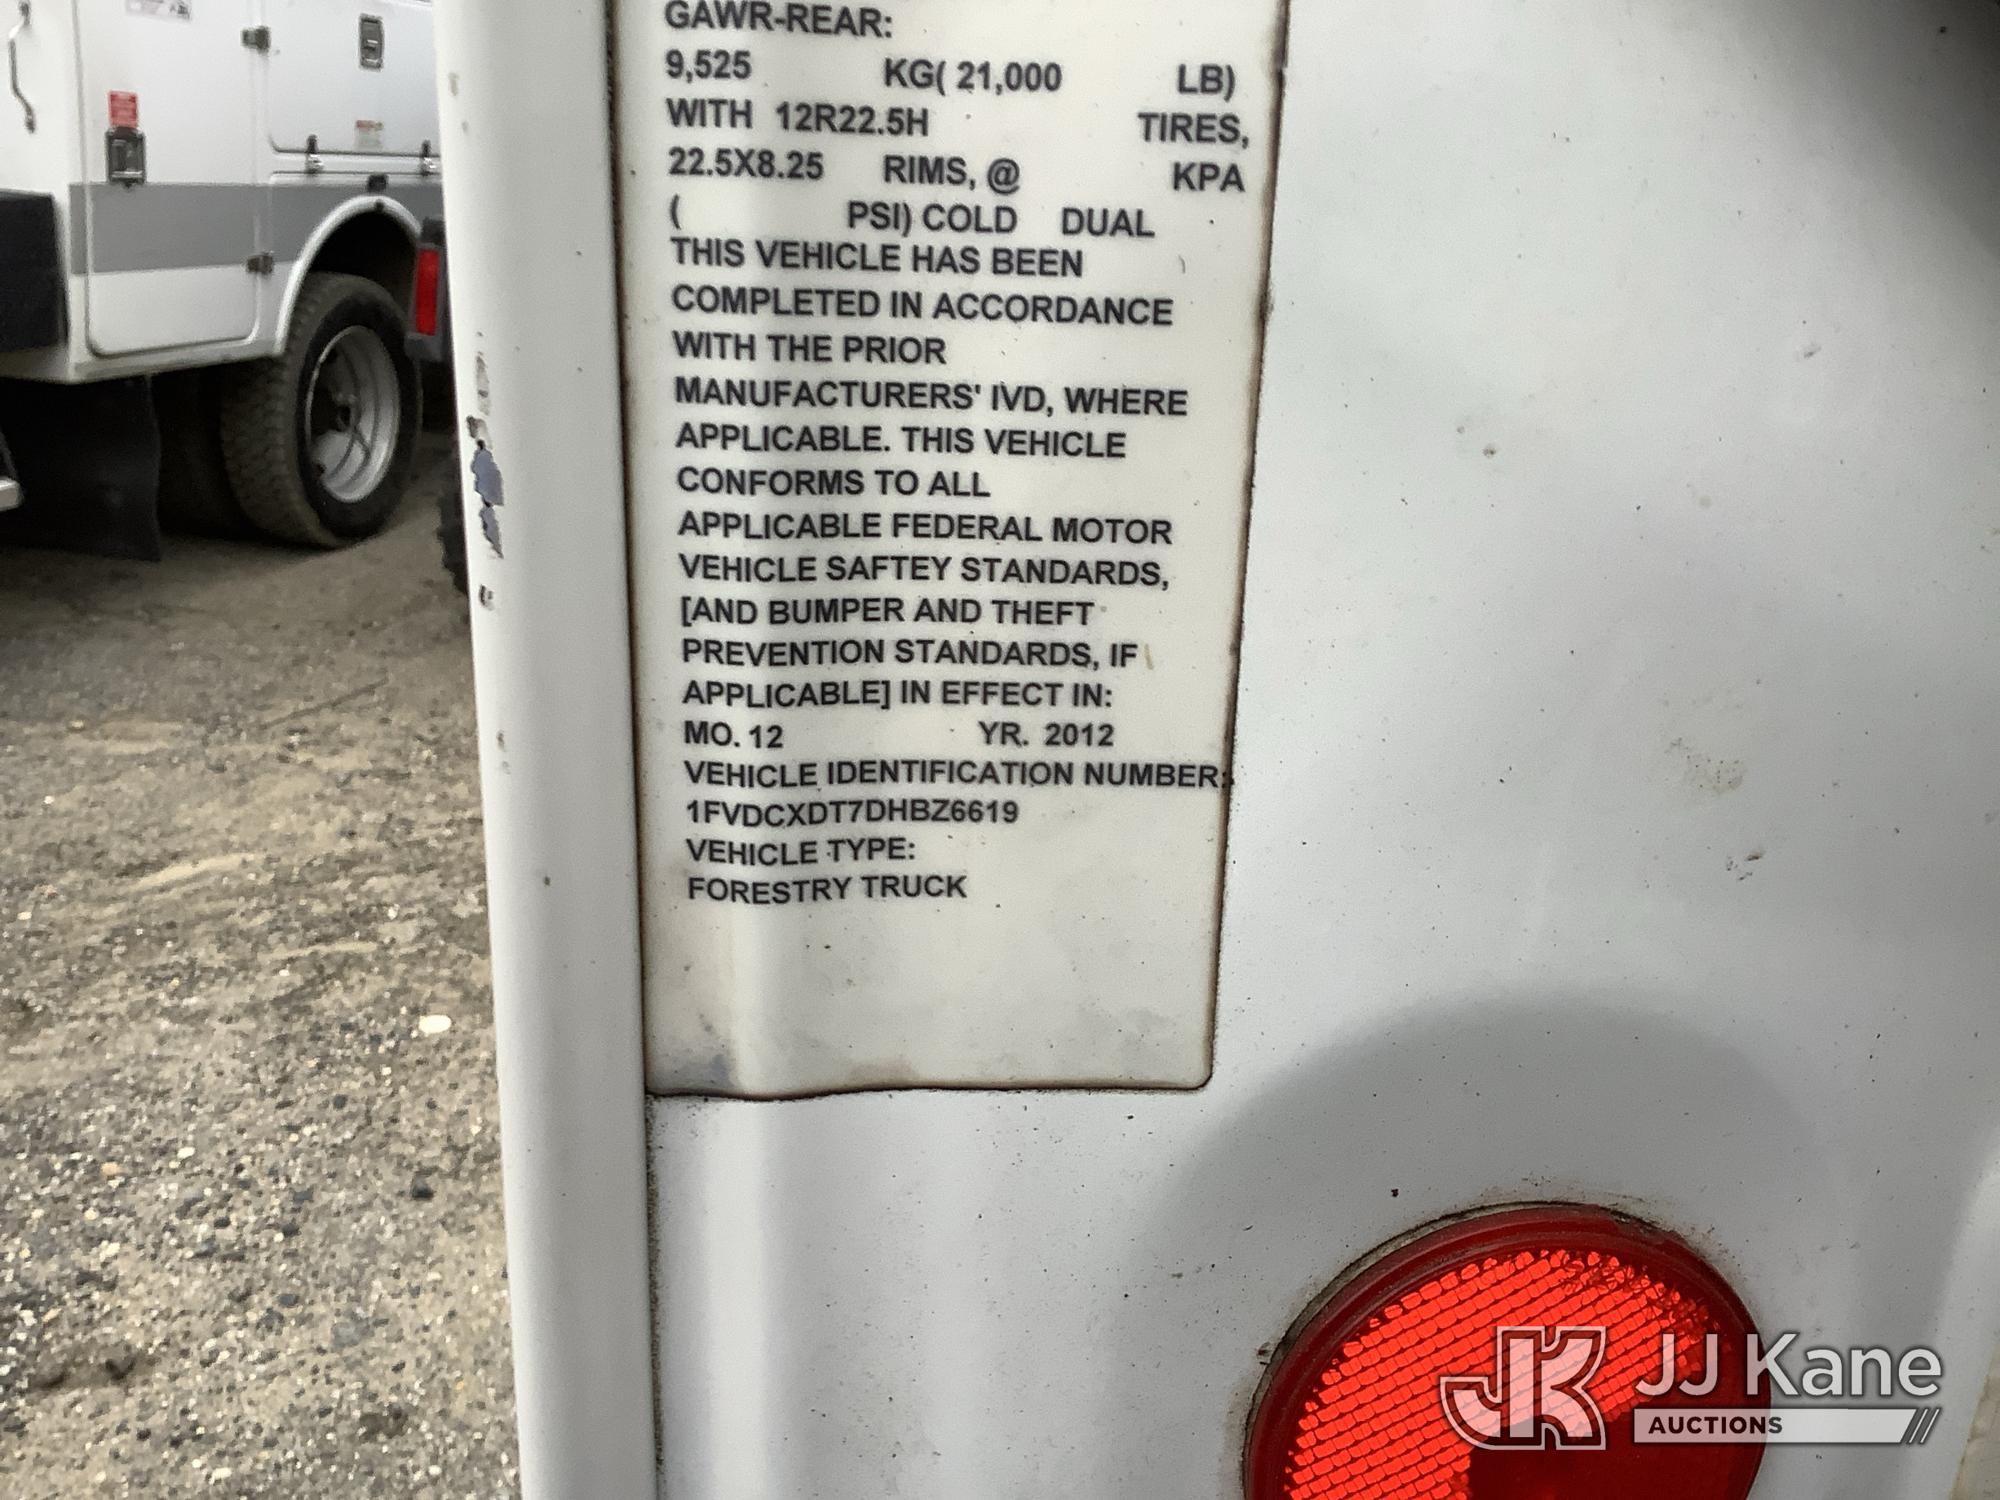 GAWR-REAR:
9,525 KG( 21,000 LB)
WITH 12R22.5H TIRES,
22.5X8.25 RIMS, @ KPA
( PSI) COLD DUAL
THIS VEHICLE HAS BEEN
COMPLETED IN ACCORDANCE
WITH THE PRIOR
MANUFACTURERS' IVD, WHERE
APPLICABLE. THIS VEHICLE
CONFORMS TO ALL
APPLICABLE FEDERAL MOTOR
VEHICLE SAFTEY STANDARDS,
[AND BUMPER AND THEFT
PREVENTION STANDARDS, IF
APPLICABLE] IN EFFECT IN:
MO. 12 YR. 2012
VEHICLE IDENTIFICATION NUMBER:
1FVDCXDT7DHBZ6619
VEHICLE TYPE:
FORESTRY TRUCK
JK JJ Kane
AUCTIONS